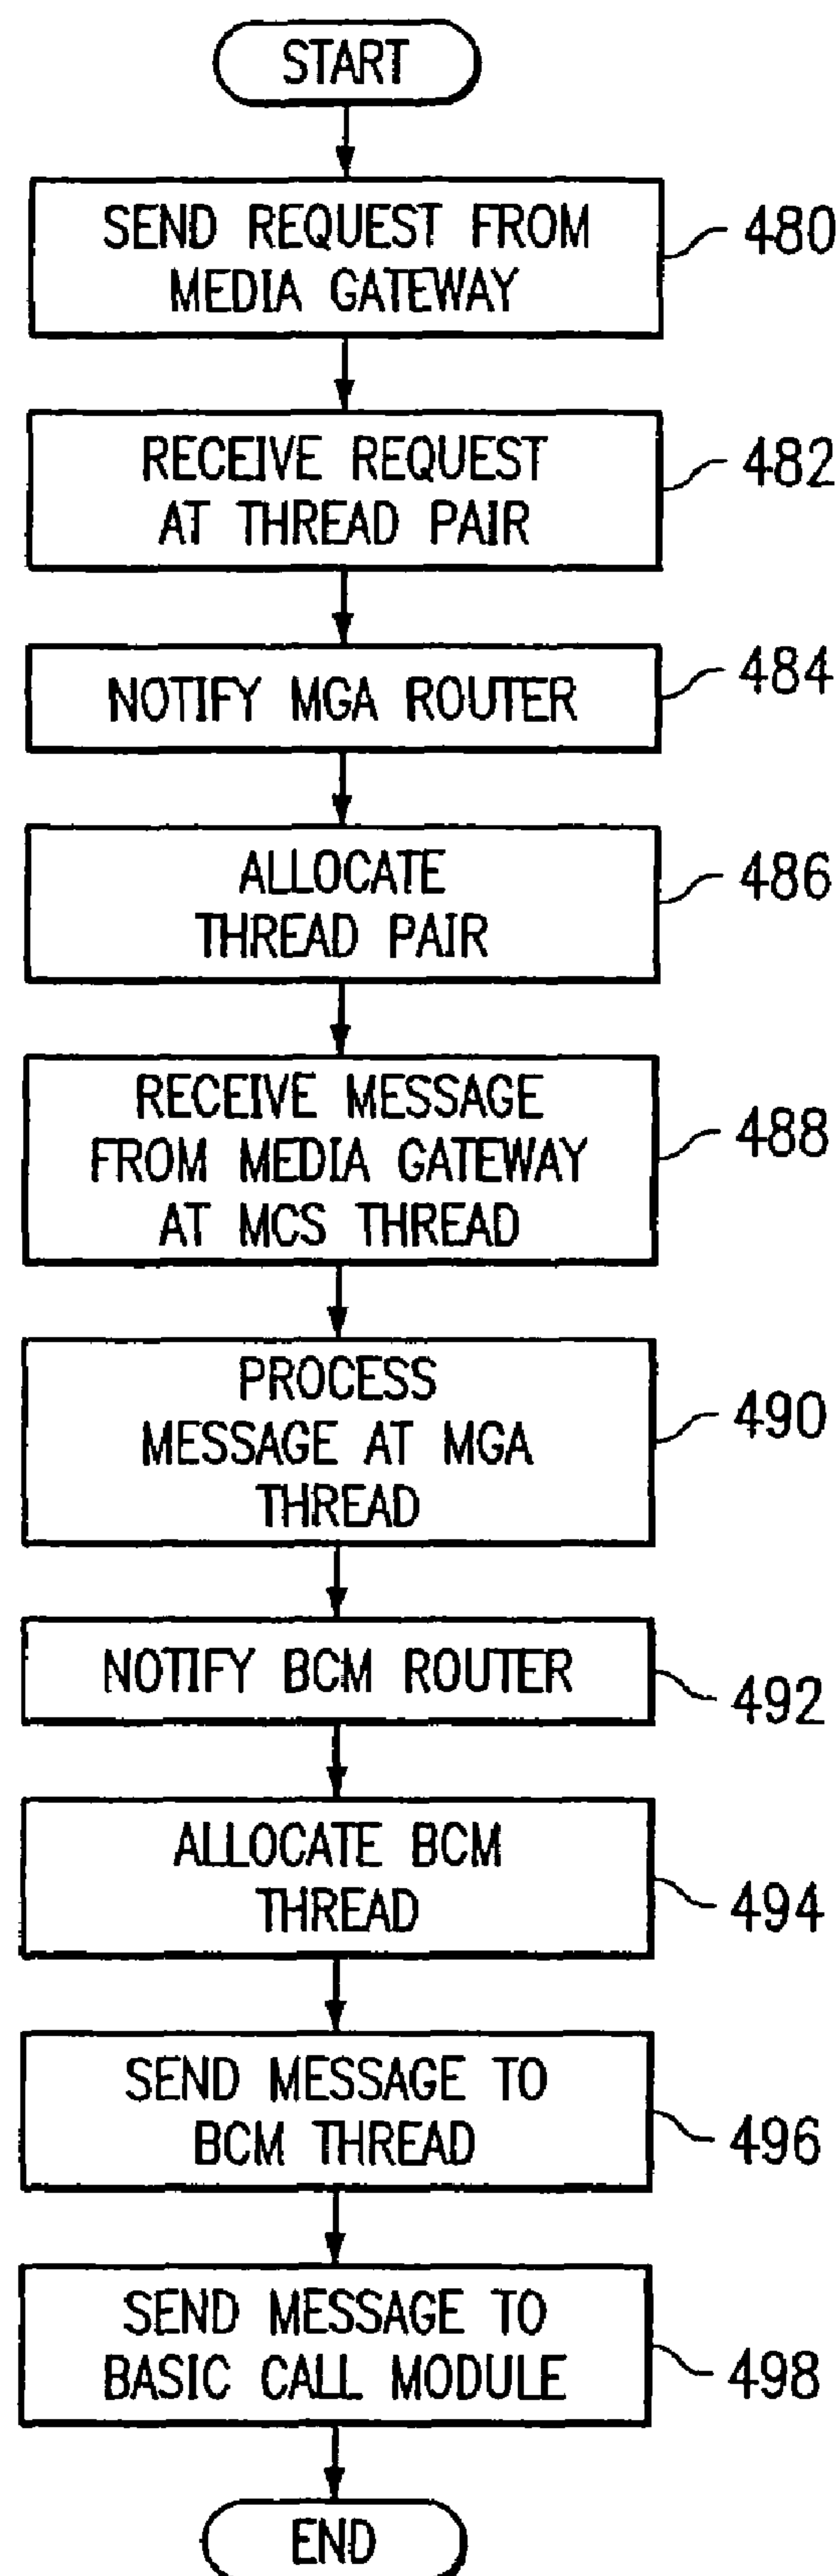 START
SEND REQUEST FROM
MEDIA GATEWAY
480
RECEIVE REQUEST
AT THREAD PAIR
482
NOTIFY MGA ROUTER
484
ALLOCATE
THREAD PAIR
486
RECEIVE MESSAGE
FROM MEDIA GATEWAY
AT MCS THREAD
488
PROCESS
MESSAGE AT MGA
THREAD
490
NOTIFY BCM ROUTER
492
ALLOCATE BCM
THREAD
494
SEND MESSAGE TO
BCM THREAD
496
SEND MESSAGE TO
BASIC CALL MODULE
498
END